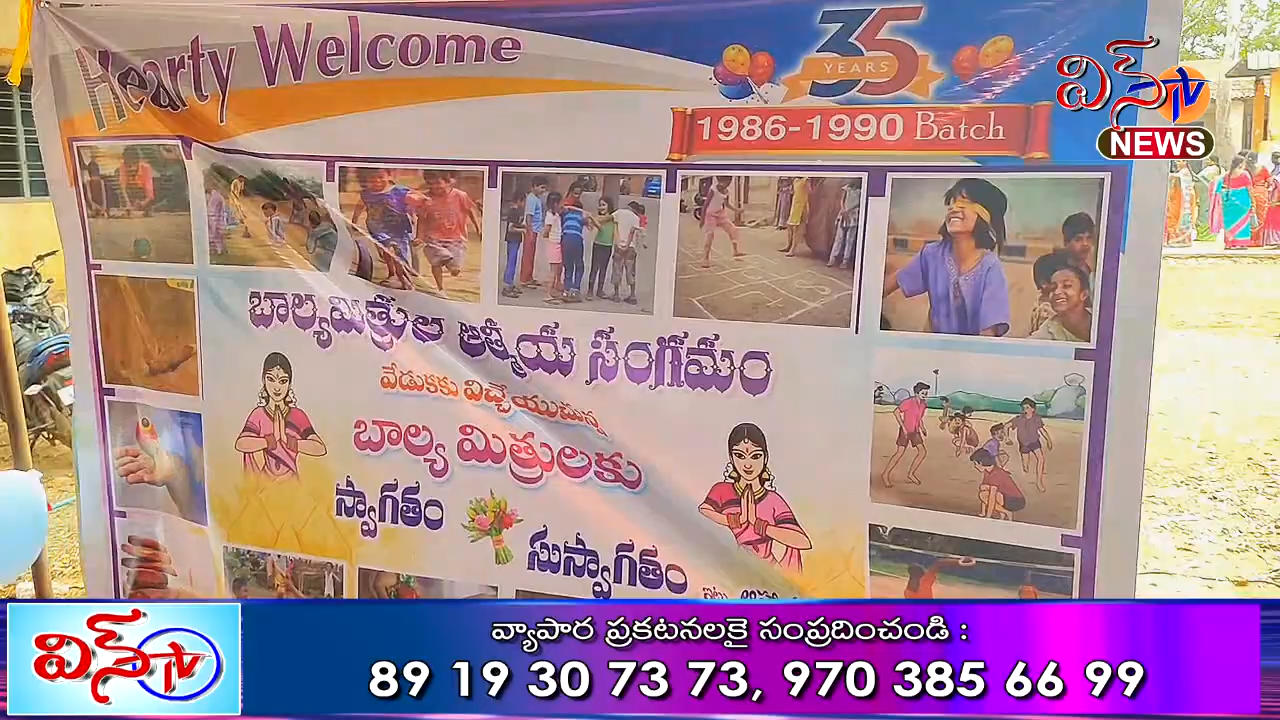 Hearty Welcome
35
YEARS
1986-1990 Batch
విన్ TV
NEWS
బాల్యమిత్రుల ఆత్మీయ సంగమం
వేడుకకు విచ్చేయుచున్న
బాల్య మిత్రులకు
స్వాగతం
సుస్వాగతం
విన్ TV
వ్యాపార ప్రకటనలకై సంప్రదించండి :
89 19 30 73 73, 970 385 66 99